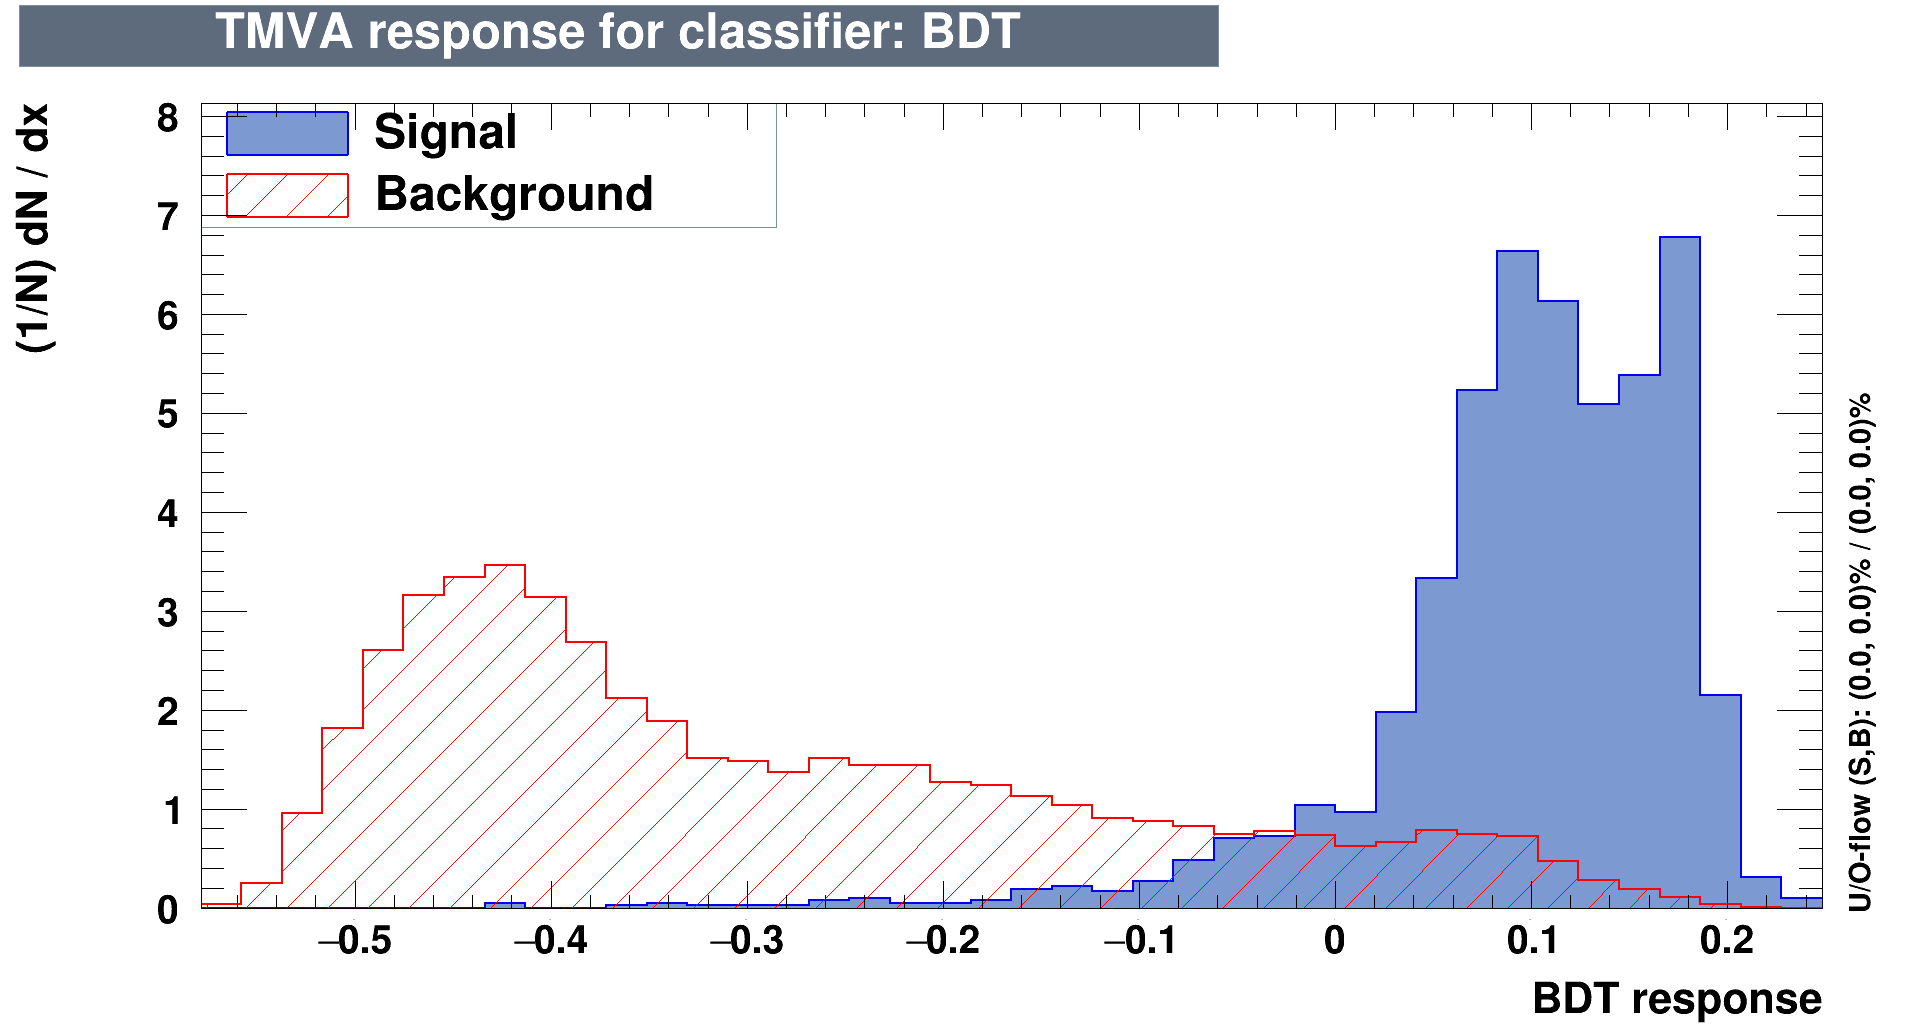 TMVA response for classifier: BDT
(1/N) dN / dx
8
7
6
5
4
3
2
1
0
Signal
Background
−0.5 −0.4 −0.3 −0.2 −0.1 0 0.1 0.2
BDT response
U/O-flow (S,B): (0.0, 0.0)% / (0.0, 0.0)%